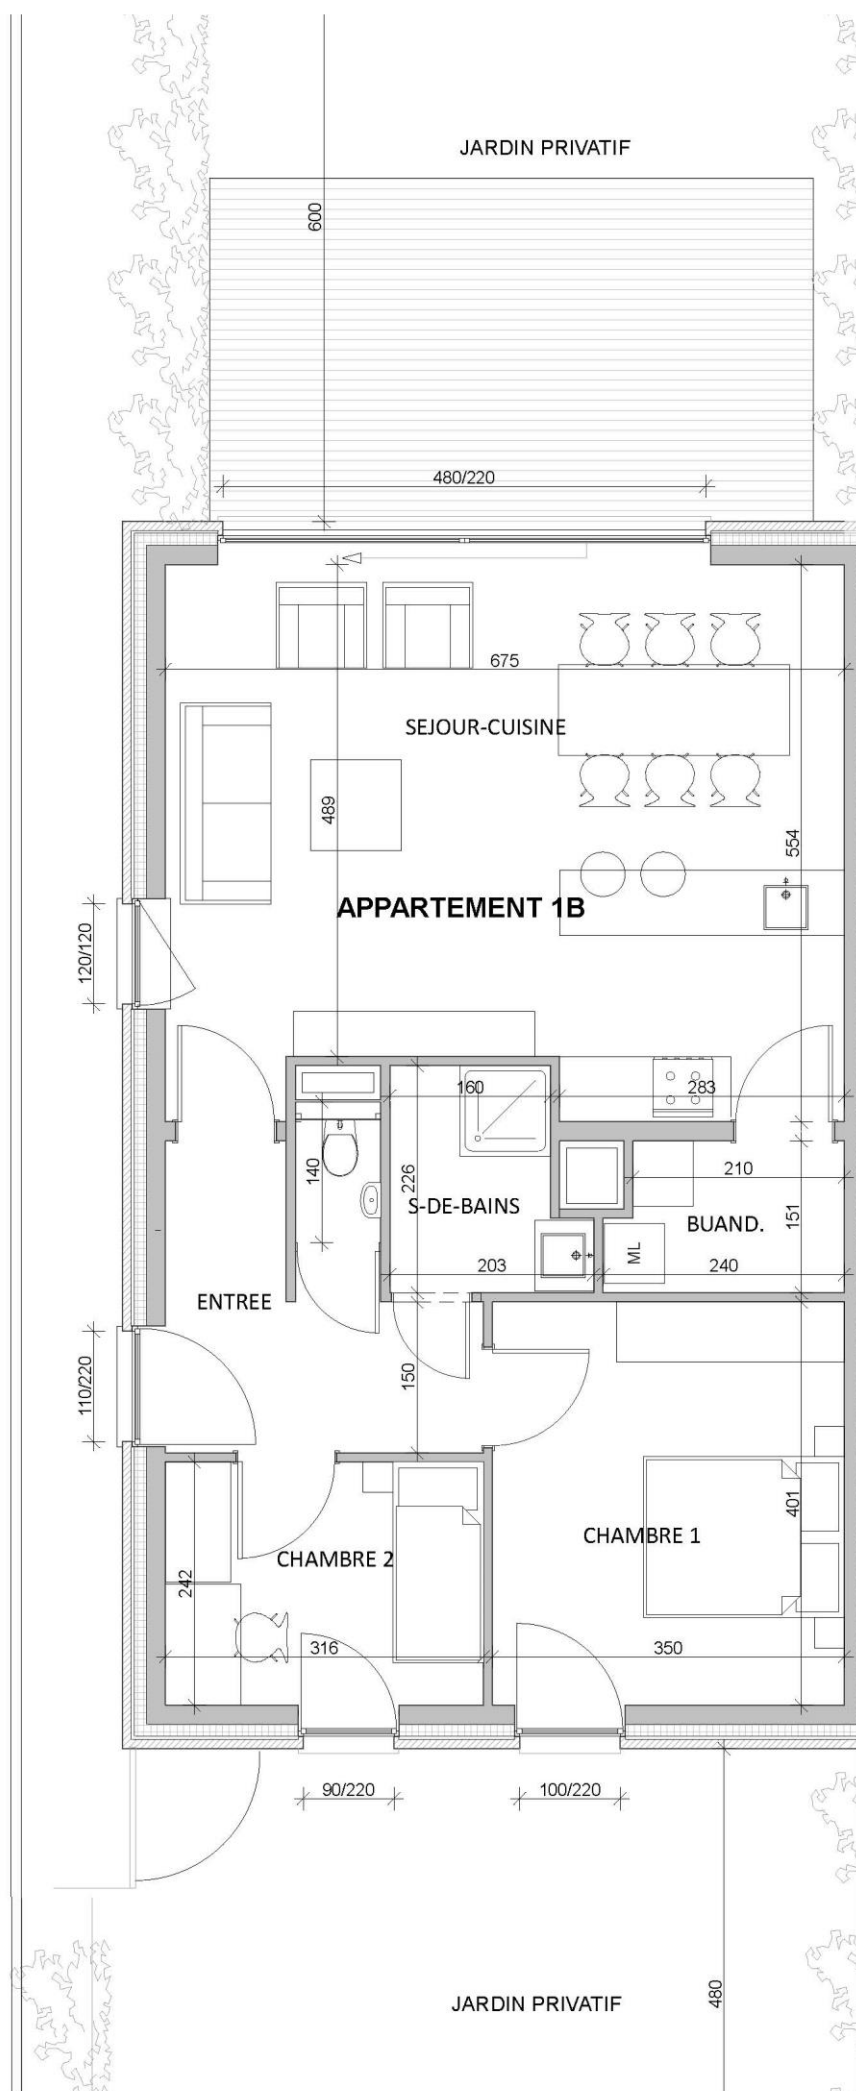 JARDIN PRIVATIF
600
480/220
675
SEJOUR-CUISINE
489
554
APPARTEMENT 1B
120/120
160
283
140
226
210
S-DE-BAINS
151
BUAND.
ML
203
240
ENTREE
110/220
150
401
CHAMBRE 1
CHAMBRE 2
242
316
350
90/220
100/220
480
JARDIN PRIVATIF